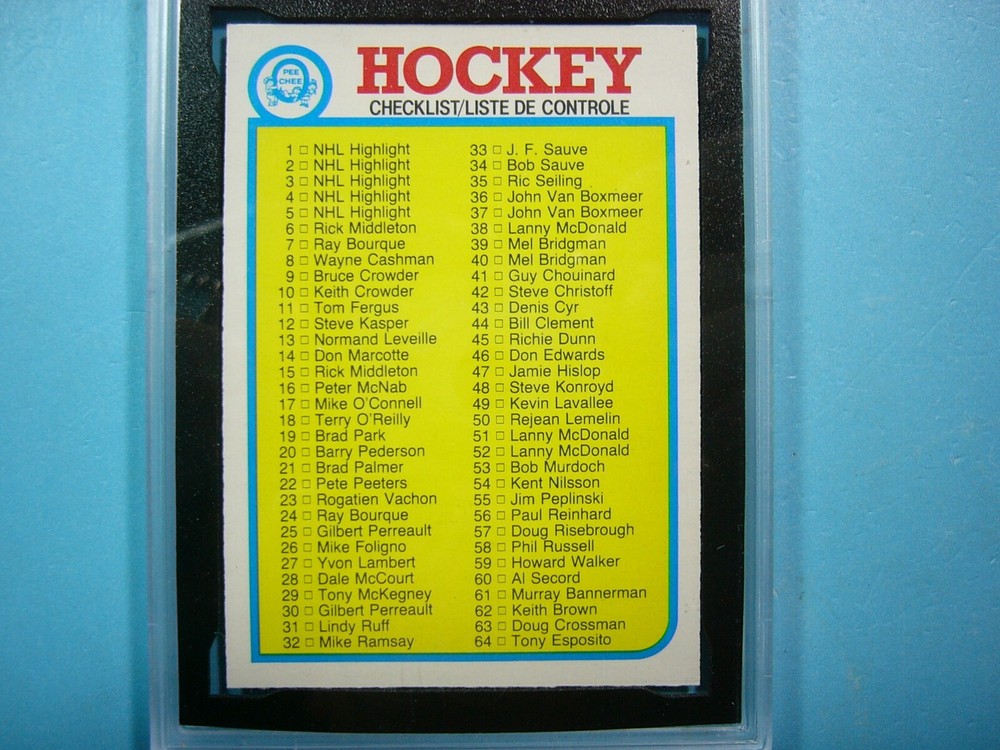 PEE
CHEE
HOCKEY
CHECKLIST/LISTE DE CONTROLE
1 □ NHL Highlight
2 □ NHL Highlight
3 □ NHL Highlight
4 □ NHL Highlight
5 □ NHL Highlight
6 □ Rick Middleton
7 □ Ray Bourque
8 □ Wayne Cashman
9 □ Bruce Crowder
10 □ Keith Crowder
11 □ Tom Fergus
12 □ Steve Kasper
13 □ Normand Leveille
14 □ Don Marcotte
15 □ Rick Middleton
16 □ Peter McNab
17 □ Mike O'Connell
18 □ Terry O'Reilly
19 □ Brad Park
20 □ Barry Pederson
21 □ Brad Palmer
22 □ Pete Peeters
23 □ Rogatien Vachon
24 □ Ray Bourque
25 □ Gilbert Perreault
26 □ Mike Foligno
27 □ Yvon Lambert
28 □ Dale McCourt
29 □ Tony McKegney
30 □ Gilbert Perreault
31 □ Lindy Ruff
32 □ Mike Ramsay
33 □ J. F. Sauve
34 □ Bob Sauve
35 □ Ric Seiling
36 □ John Van Boxmeer
37 □ John Van Boxmeer
38 □ Lanny McDonald
39 □ Mel Bridgman
40 □ Mel Bridgman
41 □ Guy Chouinard
42 □ Steve Christoff
43 □ Denis Cyr
44 □ Bill Clement
45 □ Richie Dunn
46 □ Don Edwards
47 □ Jamie Hislop
48 □ Steve Konroyd
49 □ Kevin Lavallee
50 □ Rejean Lemelin
51 □ Lanny McDonald
52 □ Lanny McDonald
53 □ Bob Murdoch
54 □ Kent Nilsson
55 □ Jim Peplinski
56 □ Paul Reinhard
57 □ Doug Risebrough
58 □ Phil Russell
59 □ Howard Walker
60 □ Al Secord
61 □ Murray Bannerman
62 □ Keith Brown
63 □ Doug Crossman
64 □ Tony Esposito